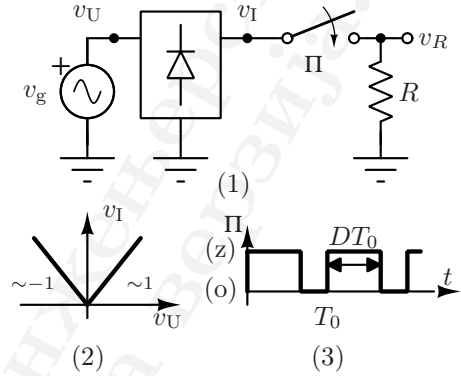 v_U v_I
Π v_R
v_g + R
(1)
v_I
∼−1 ∼1
v_U
(2)
Π
(z) DT_0
(o)
T_0 t
(3)